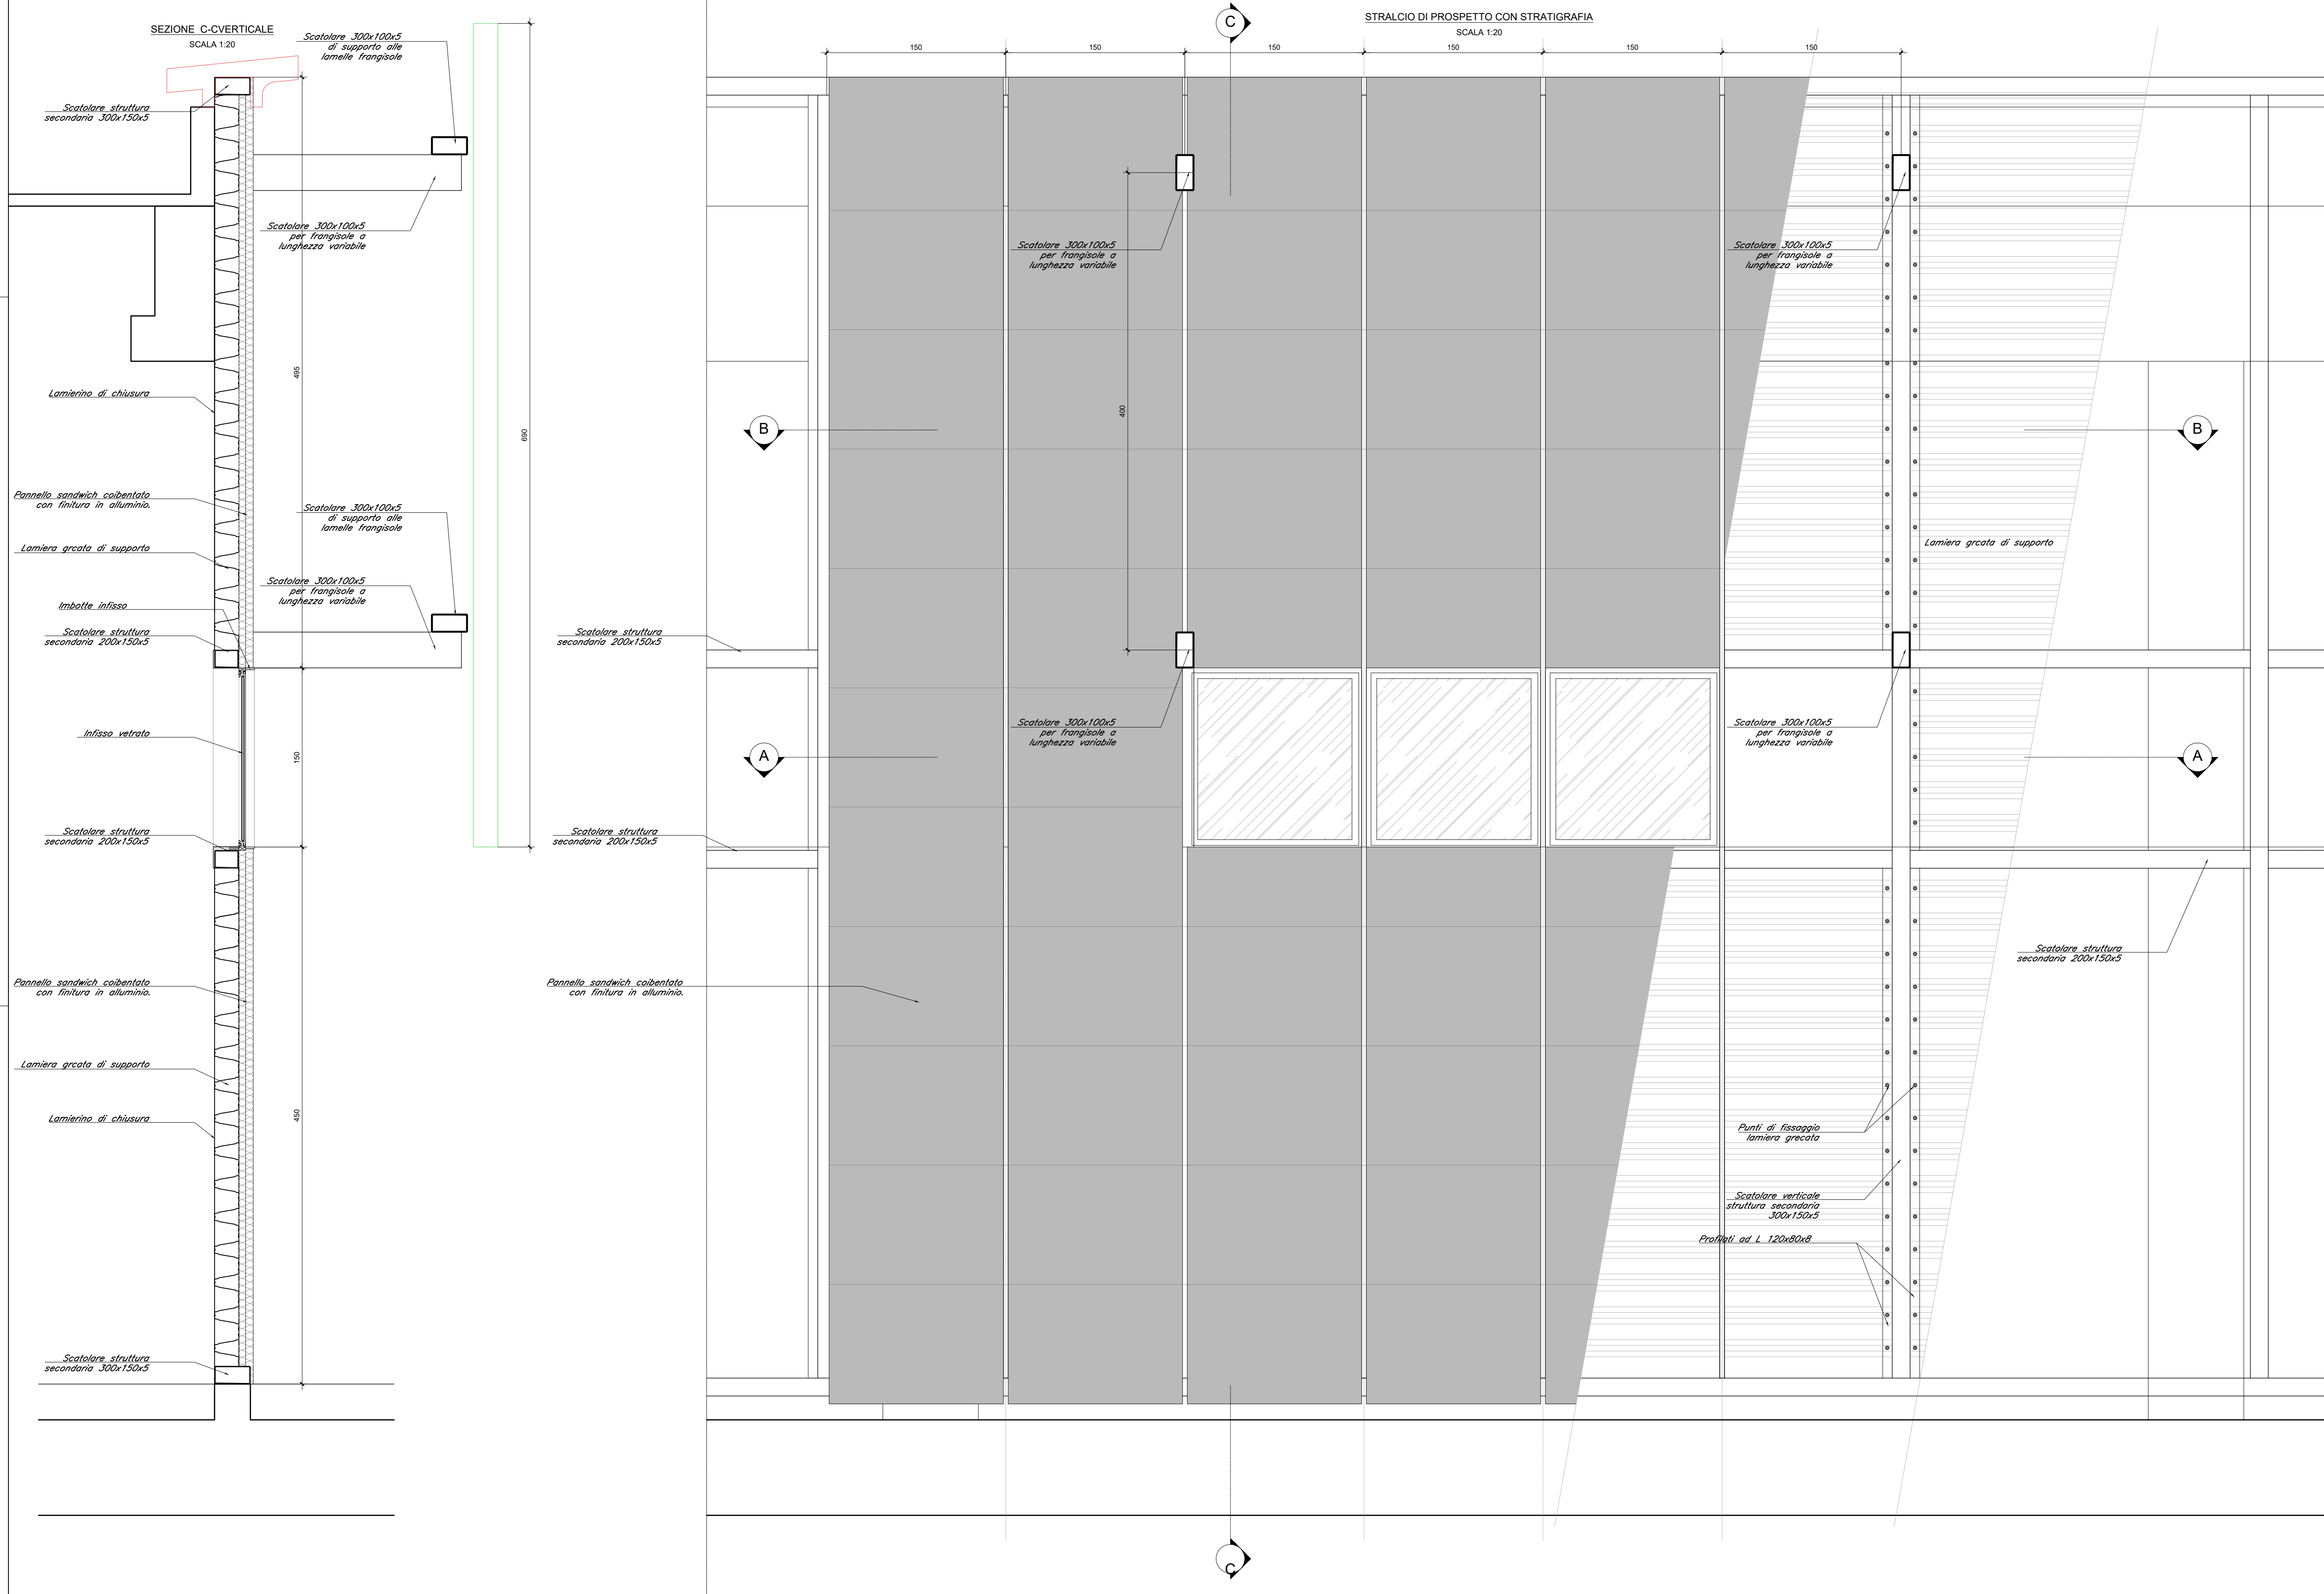 SEZIONE C-CVERTICALE
SCALA 1:20
Scatolare 300x100x5
di supporto alle
lamelle frangisole
Scatolare struttura
secondaria 300x150x5
Scatolare 300x100x5
per frangisole a
lunghezza variabile
495
690
Lamierino di chiusura
Pannello sandwich coibentato
con finitura in alluminio.
Scatolare 300x100x5
di supporto alle
lamelle frangisole
Lamiera grcata di supporto
Scatolare 300x100x5
per frangisole a
lunghezza variabile
Imbotte infisso
Scatolare struttura
secondaria 200x150x5
Infisso vetrato
150
Scatolare struttura
secondaria 200x150x5
Pannello sandwich coibentato
con finitura in alluminio.
Lamiera grcata di supporto
Lamierino di chiusura
450
Scatolare struttura
secondaria 300x150x5
STRALCIO DI PROSPETTO CON STRATIGRAFIA
SCALA 1:20
C
150
150
150
150
150
150
Scatolare 300x100x5
per frangisole a
lunghezza variabile
Scatolare 300x100x5
per frangisole a
lunghezza variabile
400
B
B
Lamiera grcata di supporto
Scatolare struttura
secondaria 200x150x5
Scatolare 300x100x5
per frangisole a
lunghezza variabile
Scatolare 300x100x5
per frangisole a
lunghezza variabile
A
A
Scatolare struttura
secondaria 200x150x5
Scatolare struttura
secondaria 200x150x5
Pannello sandwich coibentato
con finitura in alluminio.
Punti di fissaggio
lamiera grecata
Scatolare verticale
struttura secondaria
300x150x5
Profilati ad L 120x80x8
C